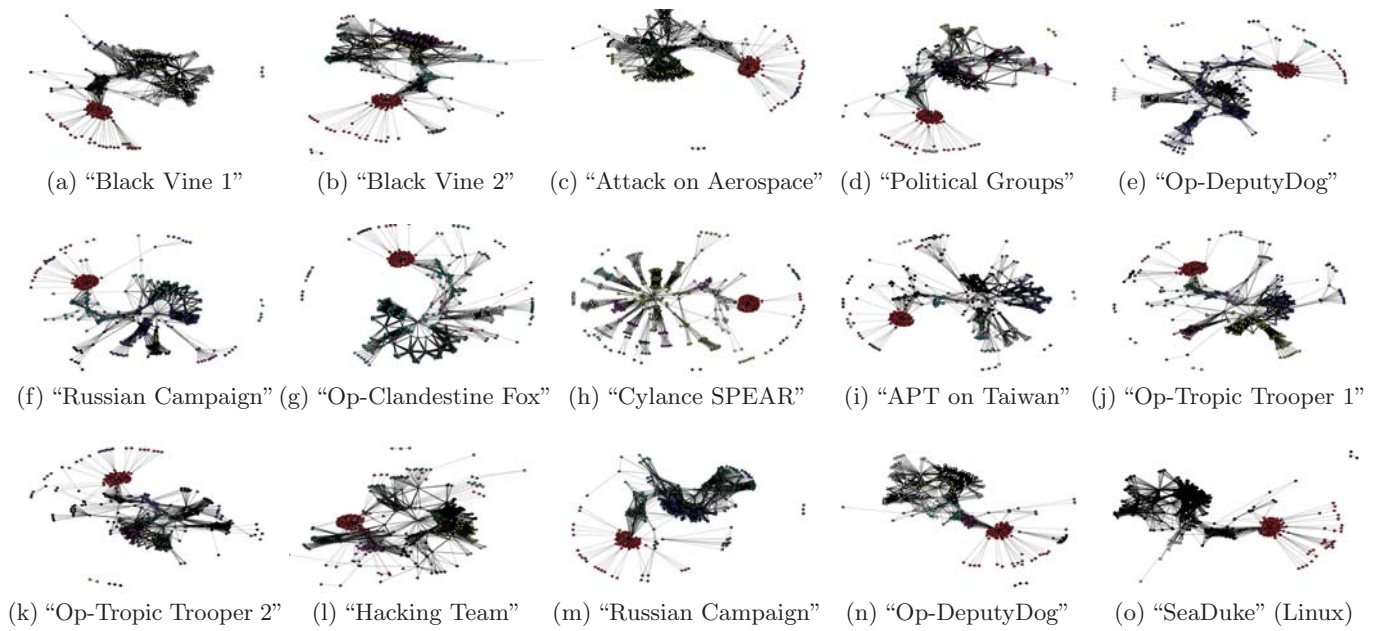 (a) “Black Vine 1” (b) “Black Vine 2” (c) “Attack on Aerospace” (d) “Political Groups” (e) “Op-DeputyDog”
(f) “Russian Campaign” (g) “Op-Clandestine Fox” (h) “Cylance SPEAR” (i) “APT on Taiwan” (j) “Op-Tropic Trooper 1”
(k) “Op-Tropic Trooper 2” (l) “Hacking Team” (m) “Russian Campaign” (n) “Op-DeputyDog” (o) “SeaDuke” (Linux)